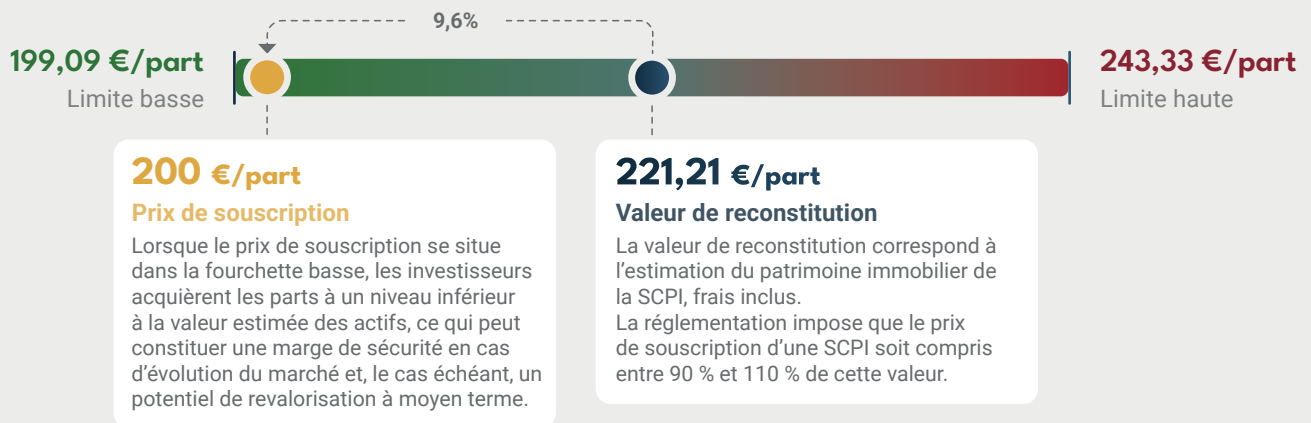 9,6%
199,09 €/part
Limite basse
243,33 €/part
Limite haute
200 €/part
Prix de souscription
Lorsque le prix de souscription se situe
dans la fourchette basse, les investisseurs
acquièrent les parts à un niveau inférieur
à la valeur estimée des actifs, ce qui peut
constituer une marge de sécurité en cas
d’évolution du marché et, le cas échéant, un
potentiel de revalorisation à moyen terme.
221,21 €/part
Valeur de reconstitution
La valeur de reconstitution correspond à
l’estimation du patrimoine immobilier de
la SCPI, frais inclus.
La réglementation impose que le prix
de souscription d’une SCPI soit compris
entre 90 % et 110 % de cette valeur.